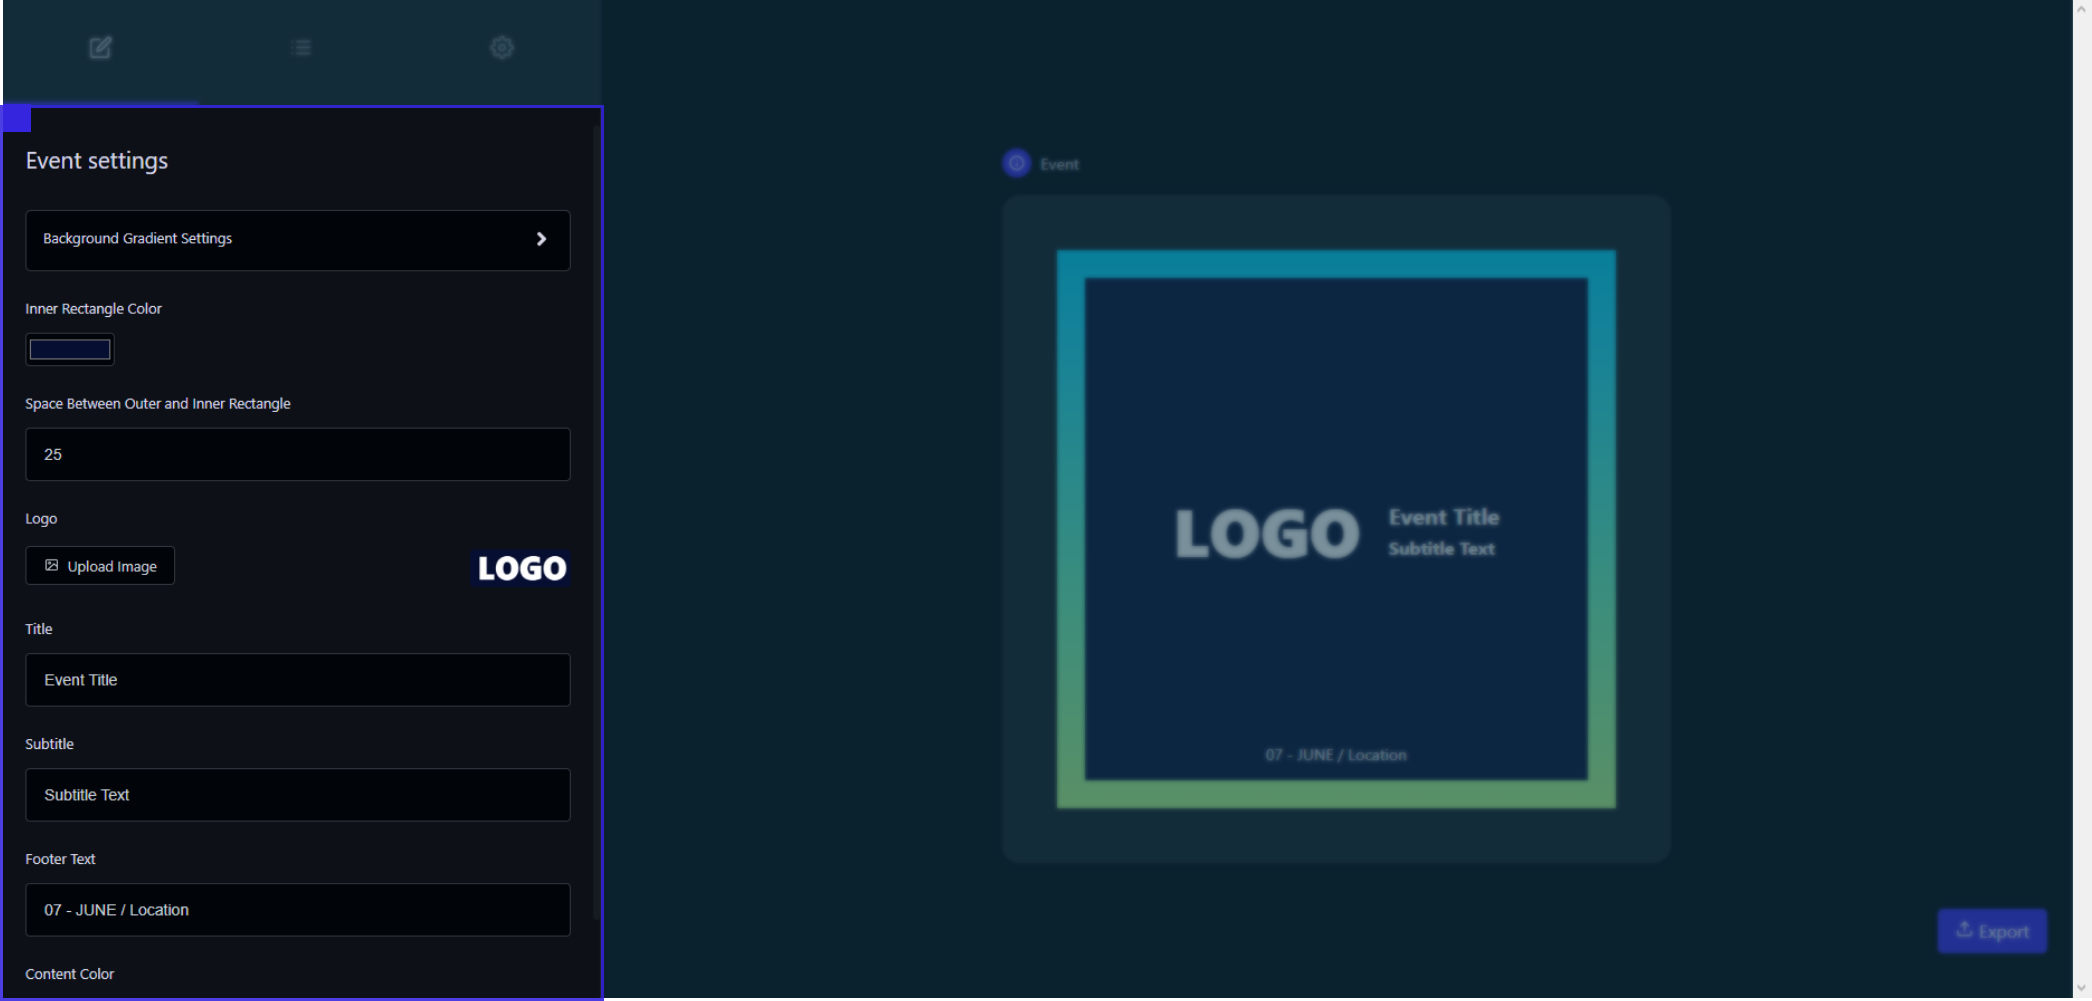 Event settings
Background Gradient Settings
Inner Rectangle Color
Space Between Outer and Inner Rectangle
25
Logo
Upload Image
LOGO
Title
Event Title
Subtitle
Subtitle Text
Footer Text
07 - JUNE / Location
Content Color
Event
LOGO
Event Title
Subtitle Text
07 - JUNE / Location
Export